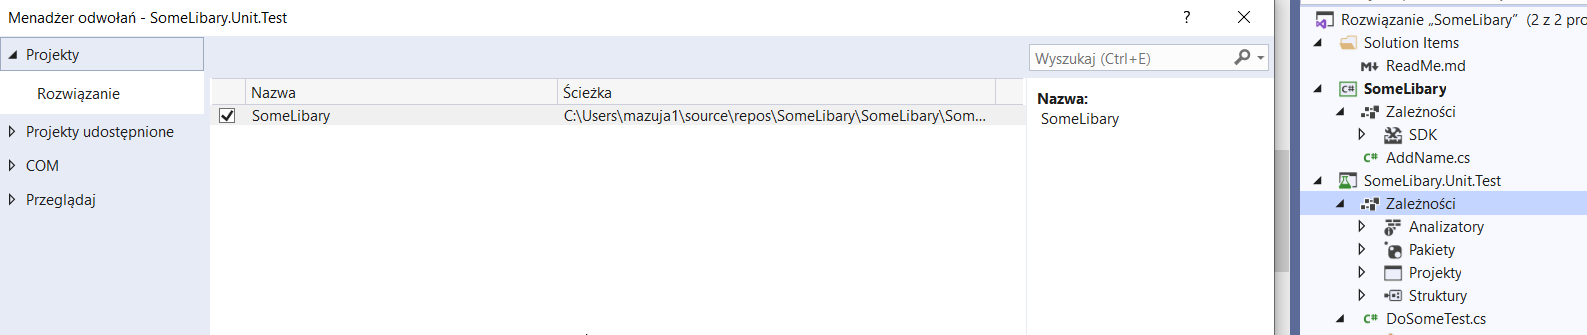 Menadżer odwołań - SomeLibary.Unit.Test
?
Projekty
Rozwiązanie
Projekty udostępnione
COM
Przeglądaj
Wyszukaj (Ctrl+E)
Nazwa
Ścieżka
SomeLibary
C:\Users\mazuja1\source\repos\SomeLibary\SomeLibary\Som...
Nazwa:
SomeLibary
Rozwiązanie „SomeLibary” (2 z 2 pro
Solution Items
ReadMe.md
C# SomeLibary
Zależności
SDK
C# AddName.cs
SomeLibary.Unit.Test
Zależności
Analizatory
Pakiety
Projekty
Struktury
C# DoSomeTest.cs